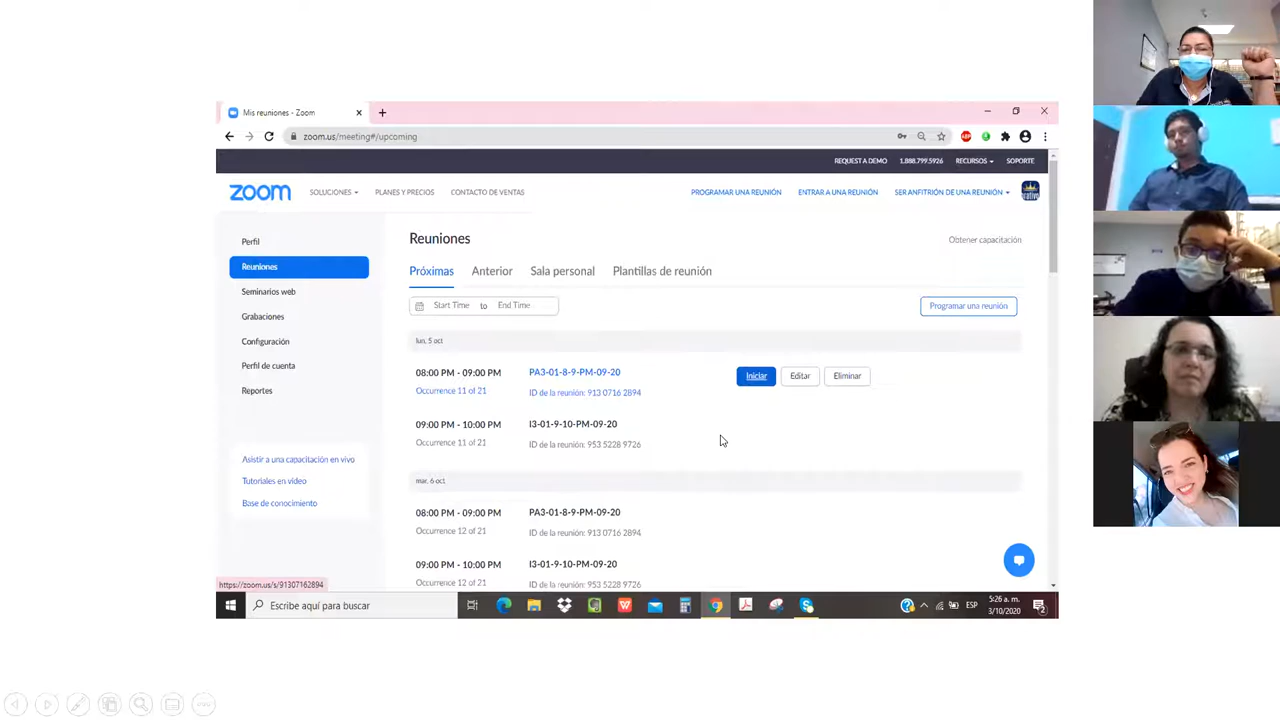 Mis reuniones - Zoom
zoom.us/meeting#/upcoming
REQUEST A DEMO 1.888.799.5926 RECURSOS SOPORTE
zoom SOLUCIONES PLANES Y PRECIOS CONTACTO DE VENTAS PROGRAMAR UNA REUNIÓN ENTRAR A UNA REUNIÓN SER ANFITRIÓN DE UNA REUNIÓN
Perfil
Reuniones
Seminarios web
Grabaciones
Configuración
Perfil de cuenta
Reportes
Asistir a una capacitación en vivo
Tutoriales en vídeo
Base de conocimiento
Reuniones
Obtener capacitación
Próximas Anterior Sala personal Plantillas de reunión
Start Time to End Time
Programar una reunión
lun, 5 oct
08:00 PM - 09:00 PM PA3-01-8-9-PM-09-20 Iniciar Editar Eliminar
Occurrence 11 of 21 ID de la reunión: 913 0716 2894
09:00 PM - 10:00 PM I3-01-9-10-PM-09-20
Occurrence 11 of 21 ID de la reunión: 953 5228 9726
mar, 6 oct
08:00 PM - 09:00 PM PA3-01-8-9-PM-09-20
Occurrence 12 of 21 ID de la reunión: 913 0716 2894
09:00 PM - 10:00 PM I3-01-9-10-PM-09-20
Occurrence 12 of 21 ID de la reunión: 953 5228 9726
https://zoom.us/s/91307162894
Escribe aquí para buscar
ESP
5:26 a. m.
3/10/2020
2